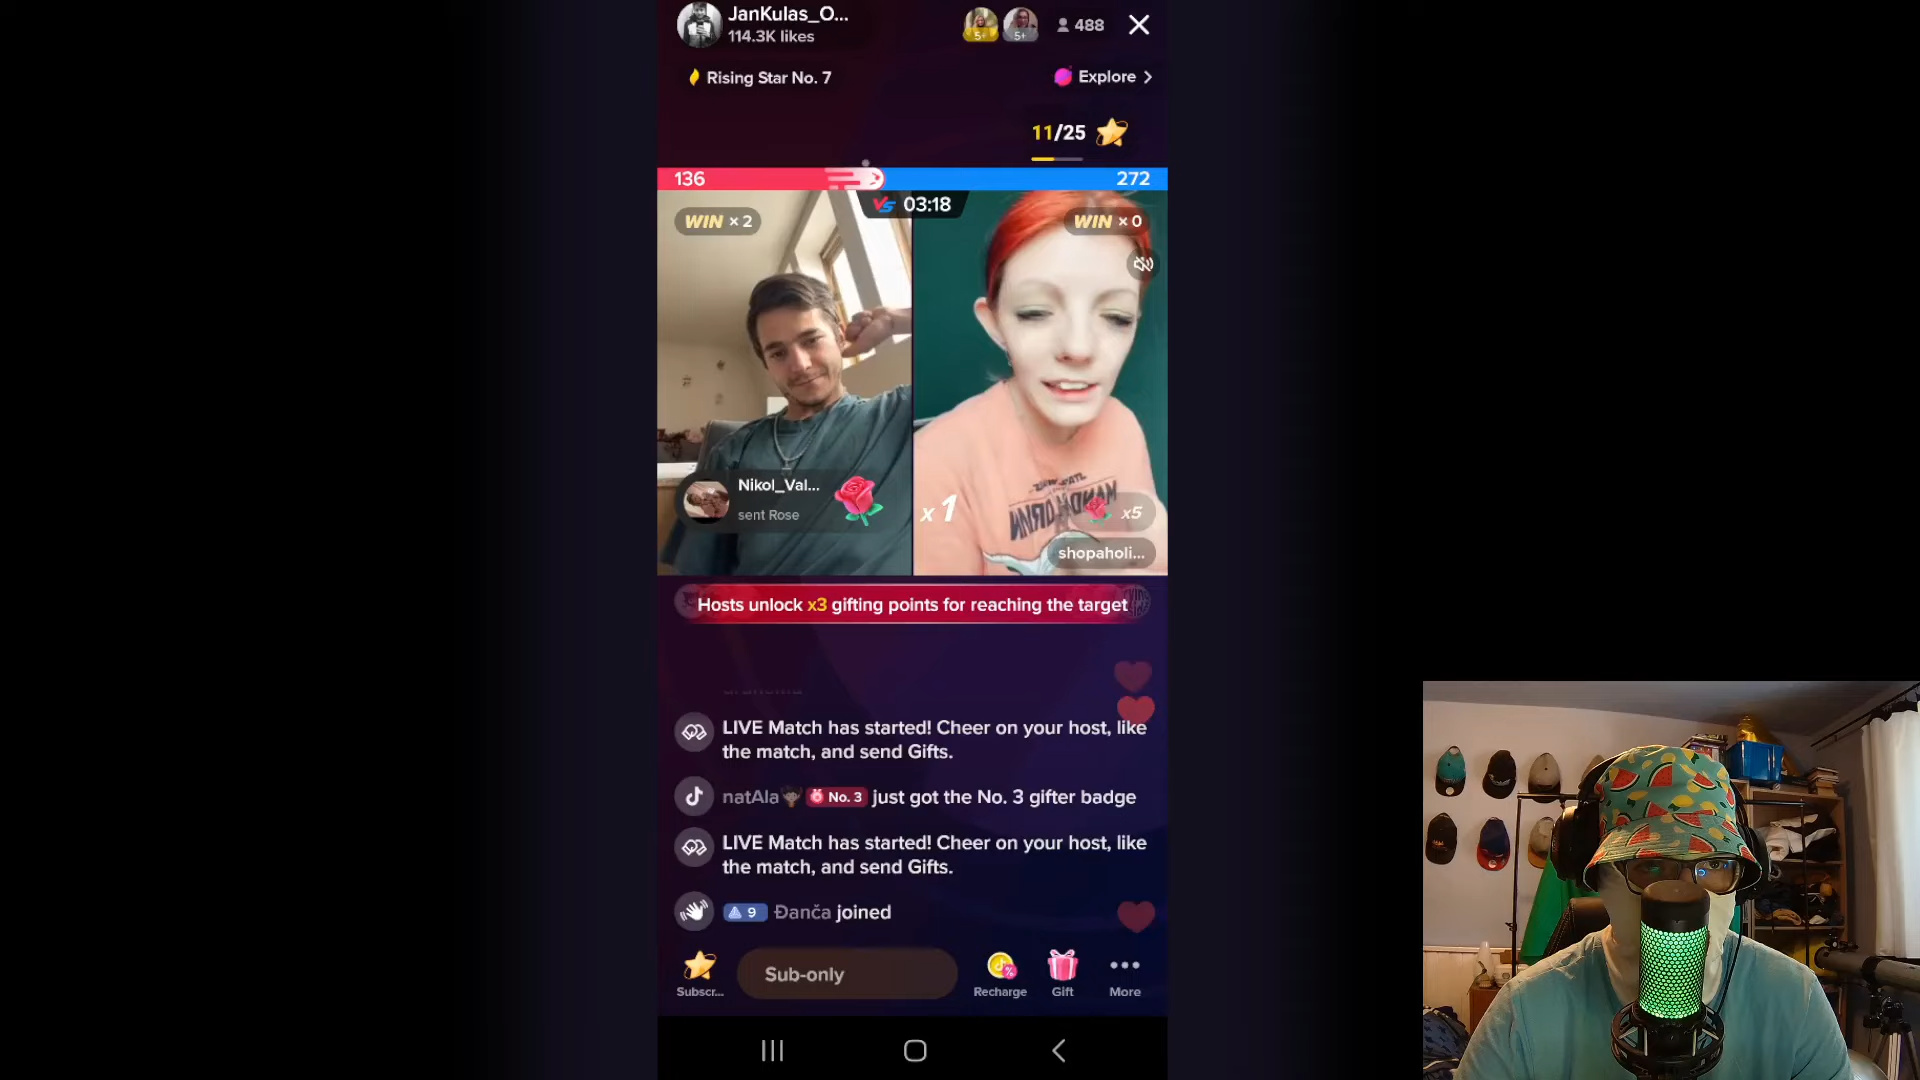 JanKulas_O...
114.3K likes
5+
5+
488
Rising Star No. 7
Explore
11/25
136
272
WIN × 2
VS 03:18
WIN × 0
Nikol_Val...
sent Rose
x 1
x5
shopaholi...
Hosts unlock x3 gifting points for reaching the target
LIVE Match has started! Cheer on your host, like
the match, and send Gifts.
natAla No. 3 just got the No. 3 gifter badge
LIVE Match has started! Cheer on your host, like
the match, and send Gifts.
9 Đanča joined
Subscr...
Sub-only
Recharge
Gift
More